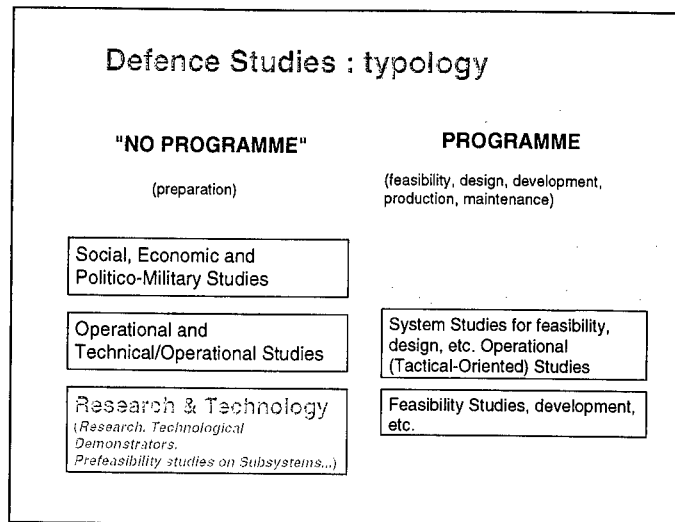 Defence Studies : typology
"NO PROGRAMME"
(preparation)
PROGRAMME
(feasibility, design, development,
production, maintenance)
Social, Economic and
Politico-Military Studies
Operational and
Technical/Operational Studies
System Studies for feasibility,
design, etc. Operational
(Tactical-Oriented) Studies
Research & Technology
(Research, Technological
Demonstrators,
Prefeasibility studies on Subsystems...)
Feasibility Studies, development,
etc.